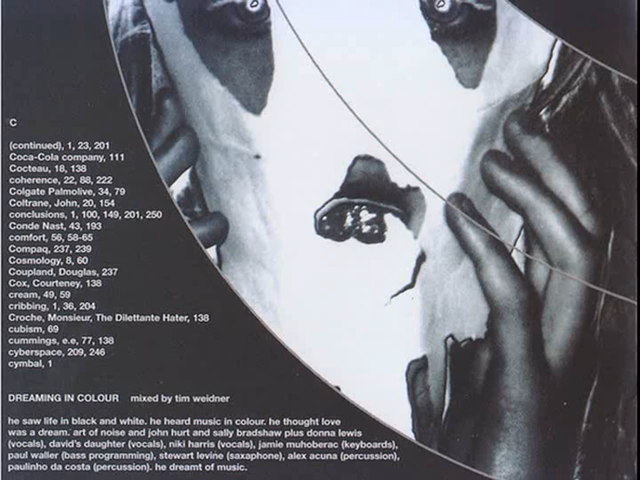 C
(continued), 1, 23, 201
Coca-Cola company, 111
Cocteau, 18, 138
coherence, 22, 88, 222
Colgate Palmolive, 34, 79
Coltrane, John, 20, 154
conclusions, 1, 100, 149, 201, 250
Conde Nast, 43, 193
comfort, 56, 58-65
Compaq, 237, 239
Cosmology, 8, 60
Coupland, Douglas, 237
Cox, Courteney, 138
cream, 49, 59
cribbing, 1, 36, 204
Croche, Monsieur, The Dilettante Hater, 138
cubism, 69
cummings, e.e, 77, 138
cyberspace, 209, 246
cymbal, 1
DREAMING IN COLOUR mixed by tim weidner
he saw life in black and white. he heard music in colour. he thought love
was a dream. art of noise and john hurt and sally bradshaw plus donna lewis
(vocals), david's daughter (vocals), niki harris (vocals), jamie muhoberac (keyboards),
paul waller (bass programming), stewart levine (saxaphone), alex acuna (percussion),
paulinho da costa (percussion). he dreamt of music.